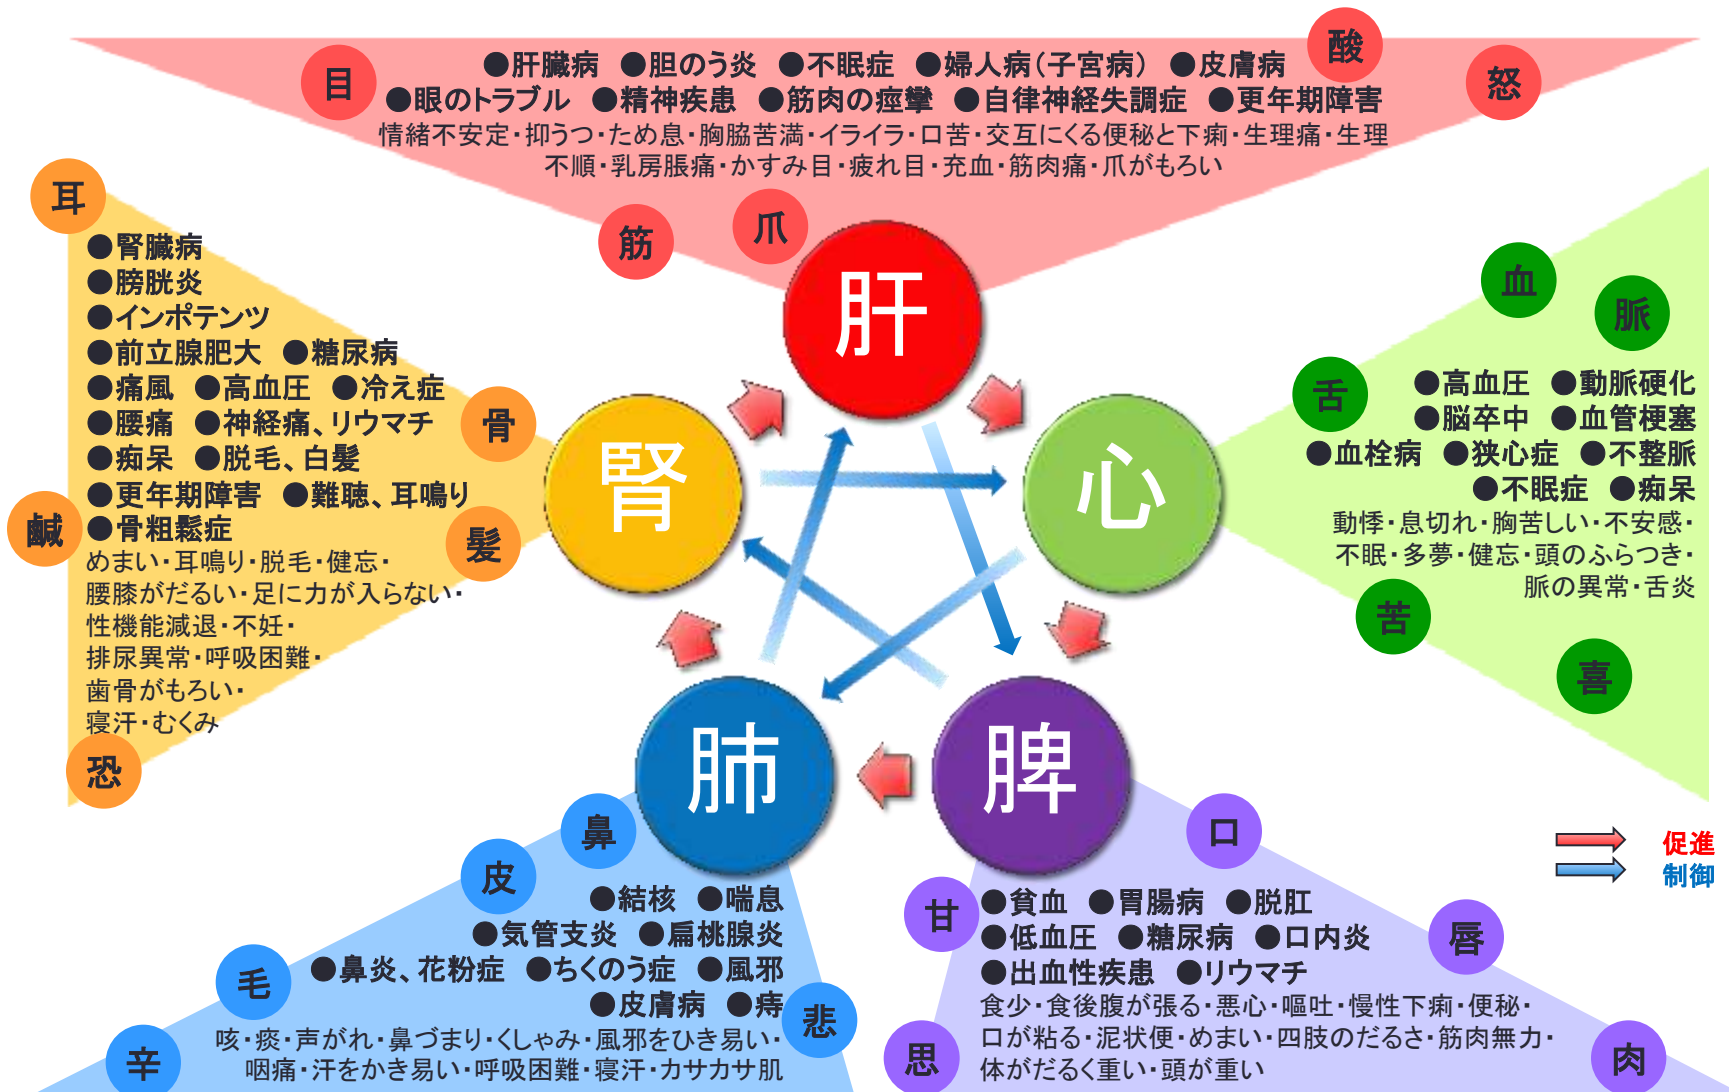 酸
目
怒
●肝臓病 ●胆のう炎 ●不眠症 ●婦人病（子宮病） ●皮膚病
●眼のトラブル ●精神疾患 ●筋肉の痙攣 ●自律神経失調症 ●更年期障害
情緒不安定・抑うつ・ため息・胸脇苦満・イライラ・口苦・交互にくる便秘と下痢・生理痛・生理
不順・乳房脹痛・かすみ目・疲れ目・充血・筋肉痛・爪がもろい
筋
爪
肝
耳
●腎臓病
●膀胱炎
●インポテンツ
●前立腺肥大 ●糖尿病
●痛風 ●高血圧 ●冷え症
●腰痛 ●神経痛、リウマチ
●痴呆 ●脱毛、白髪
●更年期障害 ●難聴、耳鳴り
●骨粗鬆症
めまい・耳鳴り・脱毛・健忘・
腰膝がだるい・足に力が入らない・
性機能減退・不妊・
排尿異常・呼吸困難・
歯骨がもろい・
寝汗・むくみ
骨
鹹
髪
恐
腎
血
脈
舌
●高血圧 ●動脈硬化
●脳卒中 ●血管梗塞
●血栓病 ●狭心症 ●不整脈
●不眠症 ●痴呆
動悸・息切れ・胸苦しい・不安感・
不眠・多夢・健忘・頭のふらつき・
脈の異常・舌炎
苦
喜
心
肺
鼻
皮
毛
辛
悲
●結核 ●喘息
●気管支炎 ●扁桃腺炎
●鼻炎、花粉症 ●ちくのう症 ●風邪
●皮膚病 ●痔
咳・痰・声がれ・鼻づまり・くしゃみ・風邪をひき易い・
咽痛・汗をかき易い・呼吸困難・寝汗・カサカサ肌
脾
口
甘
唇
思
肉
●貧血 ●胃腸病 ●脱肛
●低血圧 ●糖尿病 ●口内炎
●出血性疾患 ●リウマチ
食少・食後腹が張る・悪心・嘔吐・慢性下痢・便秘・
口が粘る・泥状便・めまい・四肢のだるさ・筋肉無力・
体がだるく重い・頭が重い
促進
制御